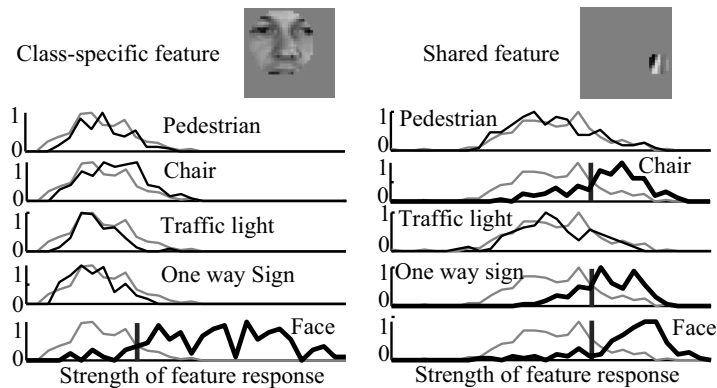 Class-specific feature
1
0
Pedestrian
1
0
Chair
1
0
Traffic light
1
0
One way Sign
1
0
Face
Strength of feature response
Shared feature
1
0
Pedestrian
1
0
Chair
1
0
Traffic light
1
0
One way sign
1
0
Face
Strength of feature response